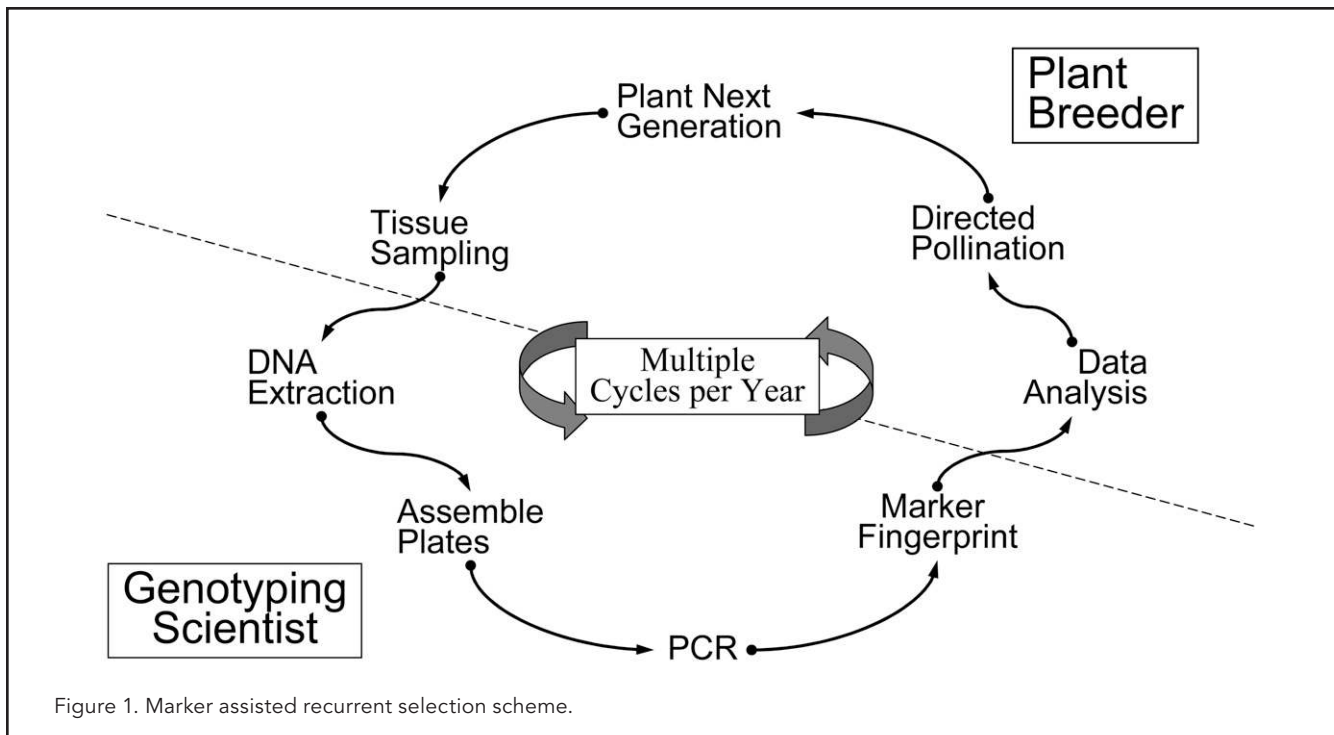 Plant
Breeder
Plant Next
Generation
Tissue
Sampling
Directed
Pollination
DNA
Extraction
Multiple
Cycles per Year
Data
Analysis
Assemble
Plates
Marker
Fingerprint
Genotyping
Scientist
PCR
Figure 1. Marker assisted recurrent selection scheme.